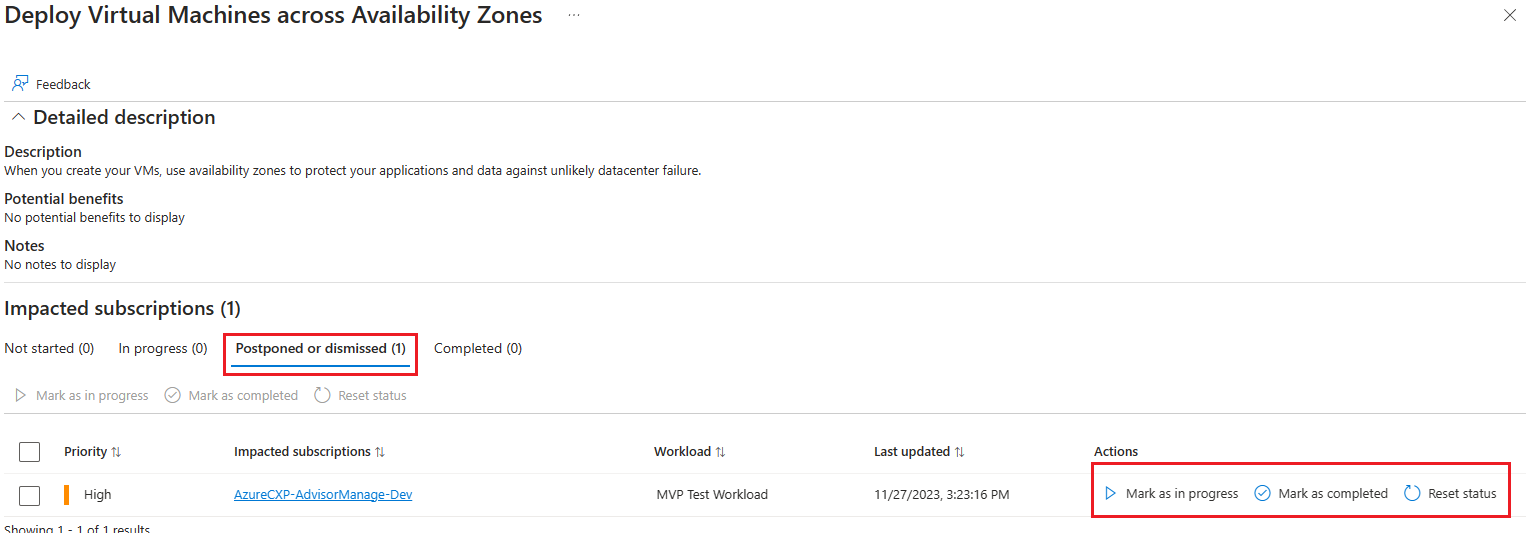 Deploy Virtual Machines across Availability Zones ...
Feedback
Detailed description
Description
When you create your VMs, use availability zones to protect your applications and data against unlikely datacenter failure.
Potential benefits
No potential benefits to display
Notes
No notes to display
Impacted subscriptions (1)
Not started (0) In progress (0) Postponed or dismissed (1) Completed (0)
Mark as in progress Mark as completed Reset status
Priority Impacted subscriptions Workload Last updated Actions
High AzureCXP-AdvisorManage-Dev MVP Test Workload 11/27/2023, 3:23:16 PM Mark as in progress Mark as completed Reset status
Showing 1 - 1 of 1 results